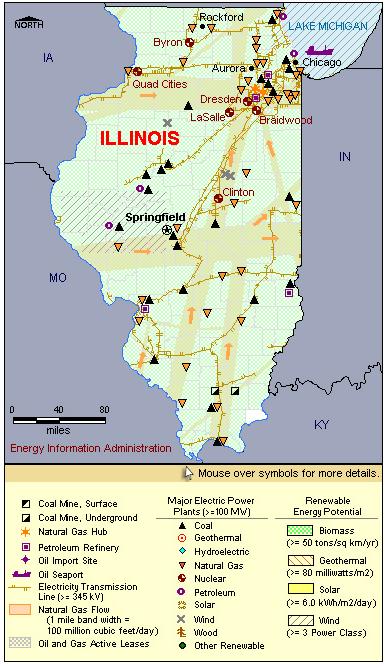 NORTH
Rockford
LAKE MICHIGAN
Byron
IA
Aurora
Chicago
Quad Cities
Dresden
LaSalle
Braidwood
ILLINOIS
IN
Clinton
Springfield
MO
0 40 80
miles
KY
Energy Information Administration
Mouse over symbols for more details.
Coal Mine, Surface
Coal Mine, Underground
Natural Gas Hub
Petroleum Refinery
Oil Import Site
Oil Seaport
Electricity Transmission
Line (>= 345 kV)
Natural Gas Flow
(1 mile band width =
100 million cubic feet/day)
Oil and Gas Active Leases
Major Electric Power
Plants (>=100 MW)
Coal
Geothermal
Hydroelectric
Natural Gas
Nuclear
Petroleum
Solar
Wind
Wood
Other Renewable
Renewable
Energy Potential
Biomass
(>= 50 tons/sq km/yr)
Geothermal
(>= 80 milliwatts/m2)
Solar
(>= 6.0 kWh/m2/day)
Wind
(>= 3 Power Class)